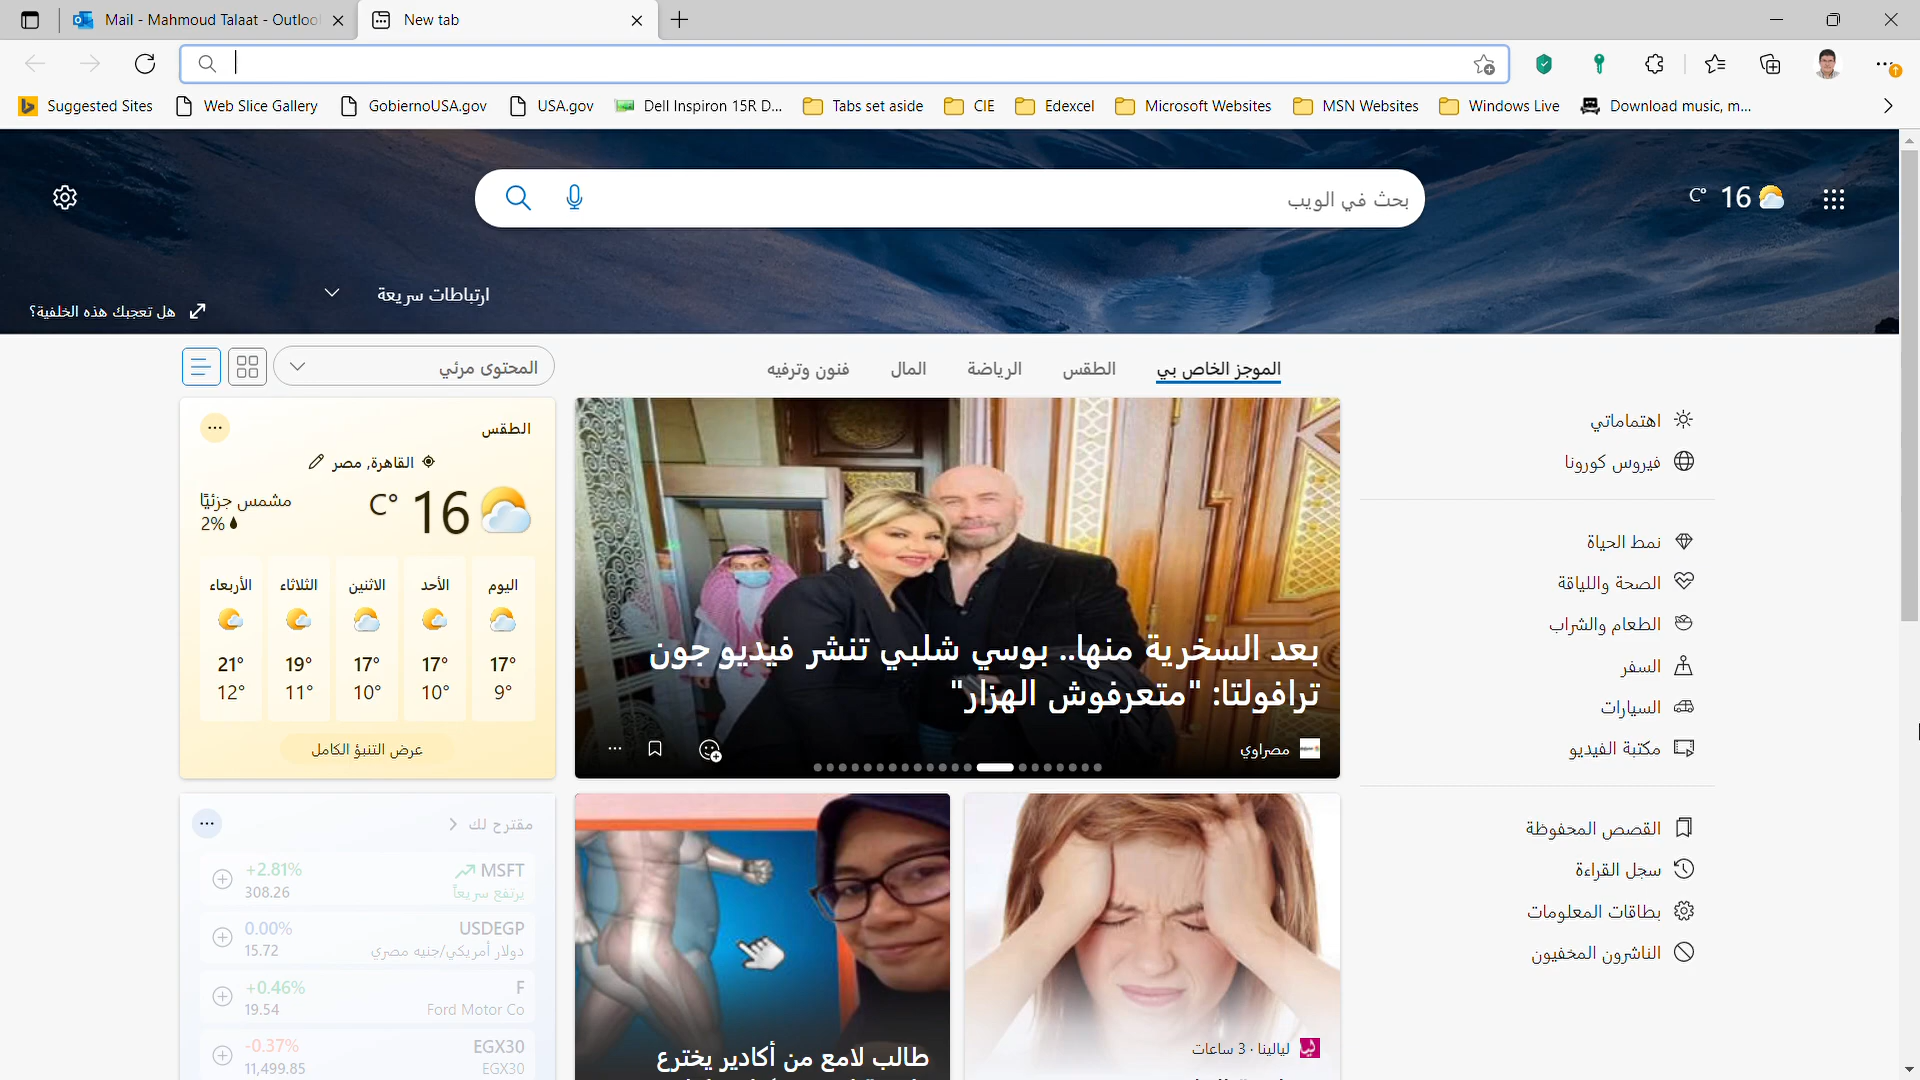 Mail - Mahmoud Talaat - Outlo
New tab
Suggested Sites
Web Slice Gallery
GobiernoUSA.gov
USA.gov
Dell Inspiron 15R D...
Tabs set aside
CIE
Edexcel
Microsoft Websites
MSN Websites
Windows Live
Download music, m...
بحث في الويب
16 C°
ارتباطات سريعة
هل تعجبك هذه الخلفية؟
الموجز الخاص بي
الطقس
الرياضة
المال
فنون وترفيه
المحتوى مرئي
اهتماماتي
فيروس كورونا
نمط الحياة
الصحة واللياقة
الطعام والشراب
السفر
السيارات
مكتبة الفيديو
القصص المحفوظة
سجل القراءة
بطاقات المعلومات
الناشرون المخفيون
بعد السخرية منها.. بوسي شلبي تنشر فيديو جون
ترافولتا: "متعرفوش الهزار"
مصراوي
الطقس
القاهرة, مصر
16 C°
مشمس جزئيًا
2%
اليوم
17°
9°
الأحد
17°
10°
الاثنين
17°
10°
الثلاثاء
19°
11°
الأربعاء
21°
12°
عرض التنبؤ الكامل
ليالينا · 3 ساعات
طالب لامع من أكادير يخترع
مقترح لك
MSFT
+2.81%
يرتفع سريعاً
308.26
USDEGP
0.00%
دولار أمريكي/جنيه مصري
15.72
F
+0.46%
Ford Motor Co
19.54
EGX30
-0.37%
EGX30
11,499.85